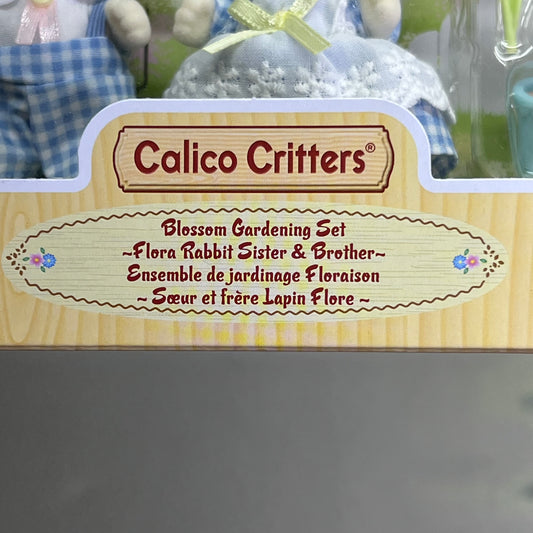 Calico Critters®
Blossom Gardening Set
~Flora Rabbit Sister & Brother~
Ensemble de jardinage Floraison
~ Sœur et frère Lapin Flore ~